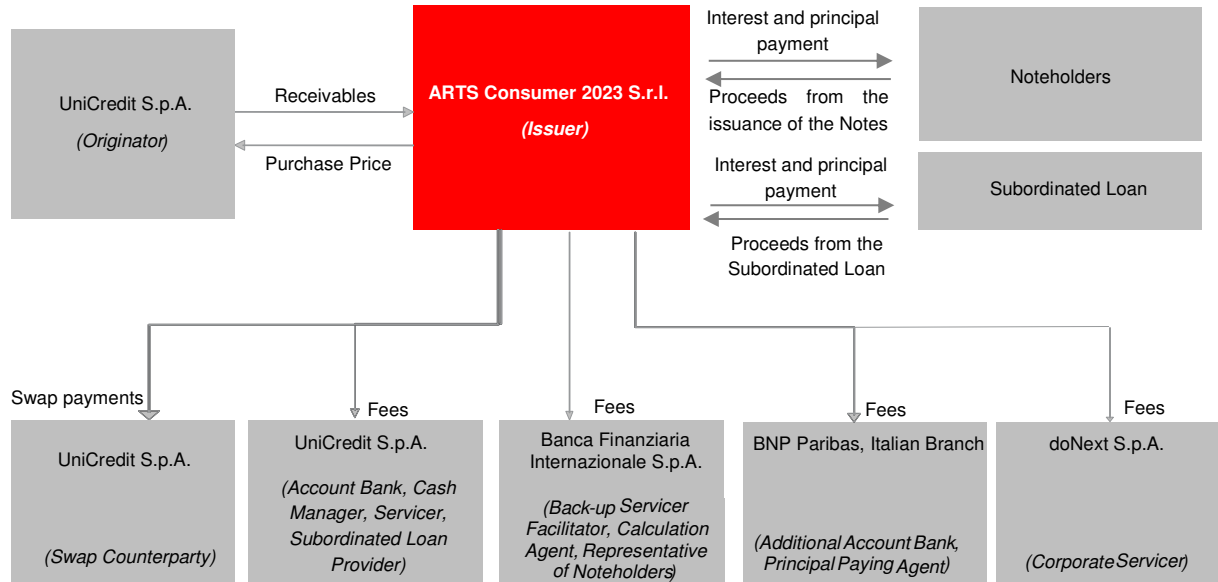 UniCredit S.p.A.
(Originator)
Receivables
Purchase Price
ARTS Consumer 2023 S.r.l.
(Issuer)
Interest and principal
payment
Proceeds from the
issuance of the Notes
Noteholders
Interest and principal
payment
Proceeds from the
Subordinated Loan
Subordinated Loan
Swap payments
UniCredit S.p.A.
(Swap Counterparty)
Fees
UniCredit S.p.A.
(Account Bank, Cash
Manager, Servicer,
Subordinated Loan
Provider)
Fees
Banca Finanziaria
Internazionale S.p.A.
(Back-up Servicer
Facilitator, Calculation
Agent, Representative
of Noteholders)
Fees
BNP Paribas, Italian Branch
(Additional Account Bank,
Principal Paying Agent)
Fees
doNext S.p.A.
(Corporate Servicer)